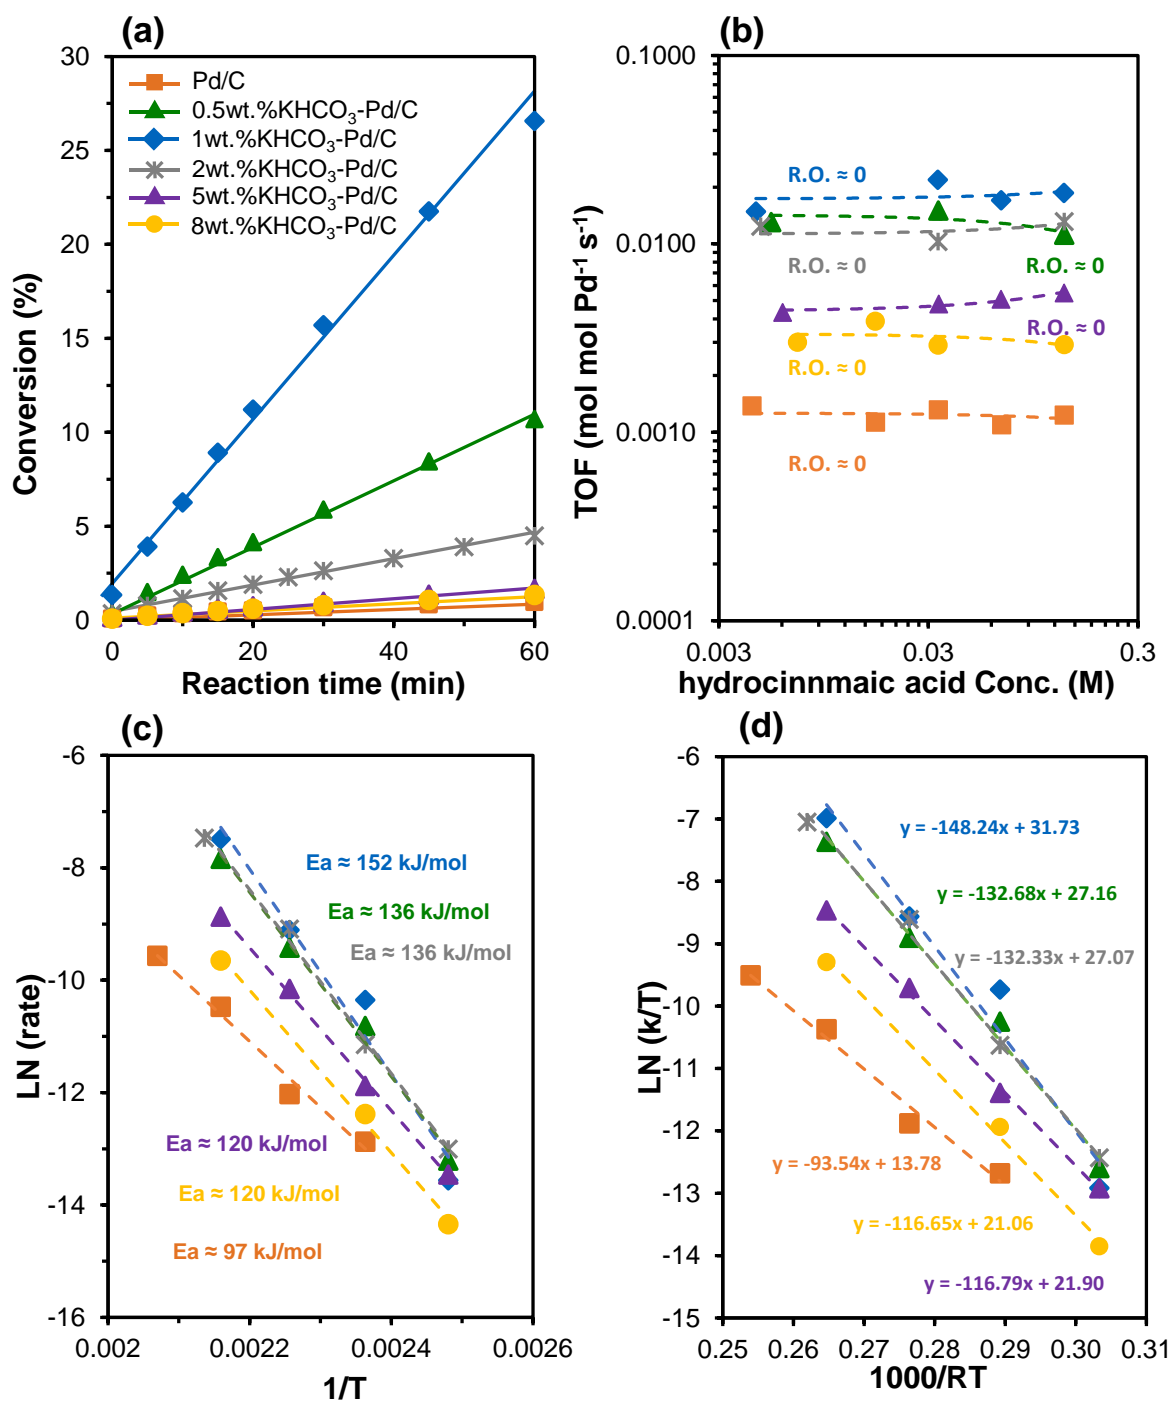 (a)
30
25
20
15
10
5
0
Conversion (%)
Pd/C
0.5wt.%KHCO₃-Pd/C
1wt.%KHCO₃-Pd/C
2wt.%KHCO₃-Pd/C
5wt.%KHCO₃-Pd/C
8wt.%KHCO₃-Pd/C
0 20 40 60
Reaction time (min)
(b)
0.1000
0.0100
0.0010
0.0001
TOF (mol mol Pd⁻¹ s⁻¹)
R.O. ≈ 0
R.O. ≈ 0
R.O. ≈ 0
R.O. ≈ 0
R.O. ≈ 0
R.O. ≈ 0
0.003 0.03 0.3
hydrocinnmaic acid Conc. (M)
(c)
-6
-8
-10
-12
-14
-16
LN (rate)
Ea ≈ 152 kJ/mol
Ea ≈ 136 kJ/mol
Ea ≈ 136 kJ/mol
Ea ≈ 120 kJ/mol
Ea ≈ 120 kJ/mol
Ea ≈ 97 kJ/mol
0.002 0.0022 0.0024 0.0026
1/T
(d)
-6
-7
-8
-9
-10
-11
-12
-13
-14
-15
LN (k/T)
y = -148.24x + 31.73
y = -132.68x + 27.16
y = -132.33x + 27.07
y = -93.54x + 13.78
y = -116.65x + 21.06
y = -116.79x + 21.90
0.25 0.26 0.27 0.28 0.29 0.30 0.31
1000/RT